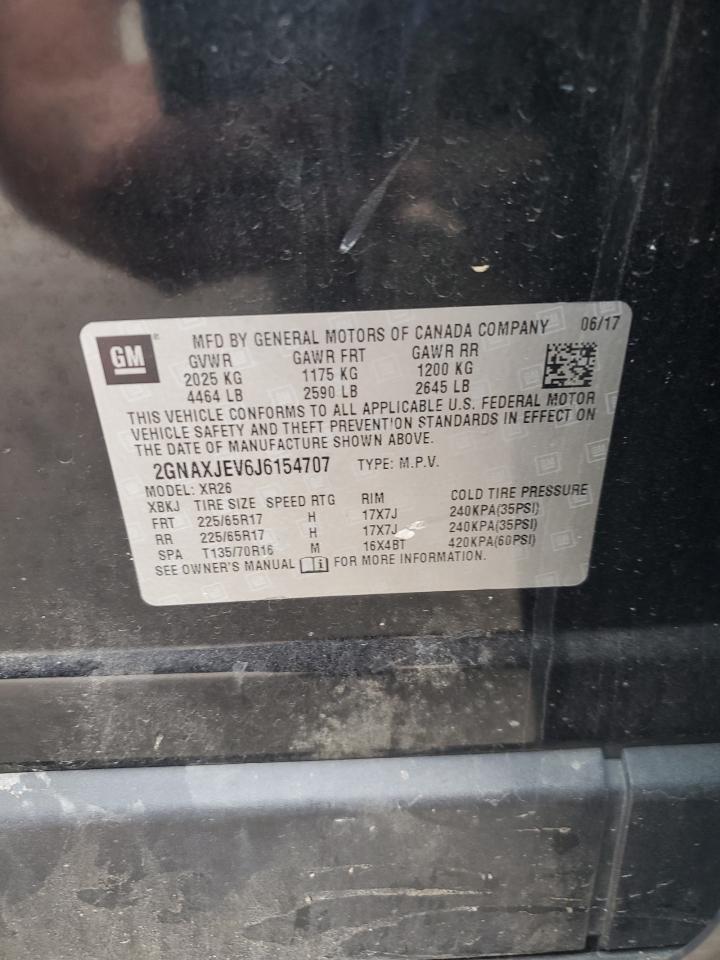 GM ® MFD BY GENERAL MOTORS OF CANADA COMPANY 06/17
GVWR GAWR FRT GAWR RR
2025 KG 1175 KG 1200 KG
4464 LB 2590 LB 2645 LB
THIS VEHICLE CONFORMS TO ALL APPLICABLE U.S. FEDERAL MOTOR
VEHICLE SAFETY AND THEFT PREVENTION STANDARDS IN EFFECT ON
THE DATE OF MANUFACTURE SHOWN ABOVE.
2GNAXJEV6J6154707 TYPE: M.P.V.
MODEL: XR26
XBKJ TIRE SIZE SPEED RTG RIM COLD TIRE PRESSURE
FRT 225/65R17 H 17X7J 240KPA(35PSI)
RR 225/65R17 H 17X7J 240KPA(35PSI)
SPA T135/70R16 M 16X4BT 420KPA(60PSI)
SEE OWNER'S MANUAL FOR MORE INFORMATION.